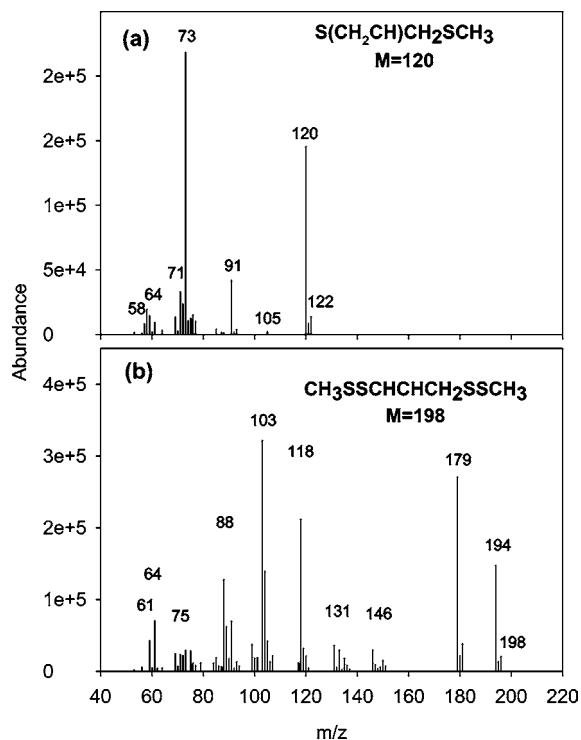 (a)
73
S(CH₂CH)CH₂SCH3
M=120
2e+5
120
2e+5
1e+5
91
71
5e+4
64
58
105
122
0
Abundance
(b)
4e+5
CH₃SSCHCHCH₂SSCH₃
M=198
103
118
179
3e+5
88
194
2e+5
64
61
75
131
146
198
1e+5
0
40 60 80 100 120 140 160 180 200 220
m/z